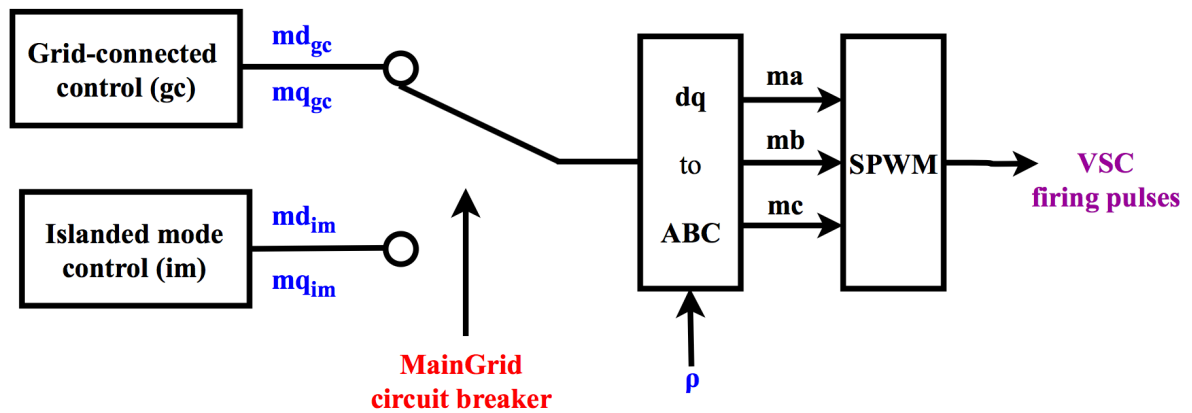 Grid-connected
control (gc)
md_gc
mq_gc
Islanded mode
control (im)
md_im
mq_im
MainGrid
circuit breaker
dq
to
ABC
ρ
ma
mb
mc
SPWM
VSC
firing pulses